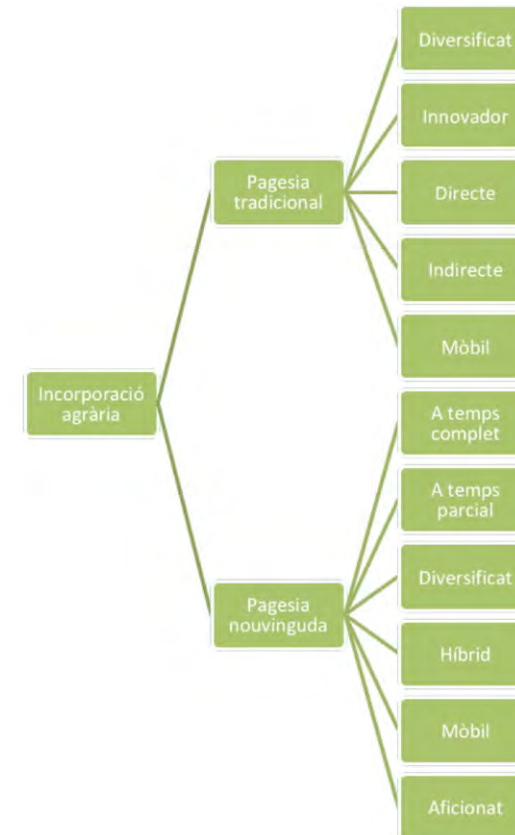 Incorporació
agrària
Pagesia
tradicional
Diversificat
Innovador
Directe
Indirecte
Mòbil
Pagesia
nouvinguda
A temps
complet
A temps
parcial
Diversificat
Híbrid
Mòbil
Aficionat